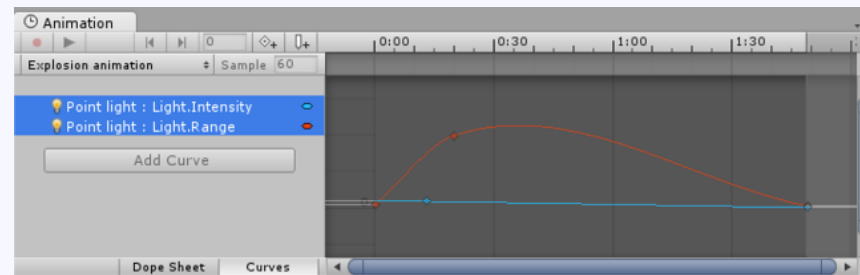 Animation
0
0:00 0:30 1:00 1:30
Explosion animation Sample 60
Point light : Light.Intensity
Point light : Light.Range
Add Curve
Dope Sheet Curves